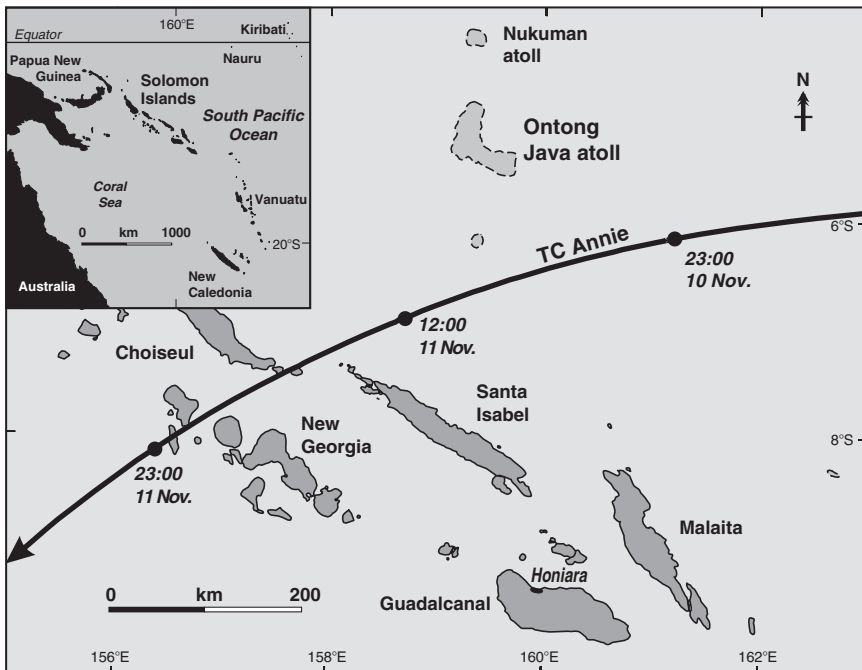 160°E
Kiribati
Equator
Nauru
Papua New
Guinea
Solomon
Islands
South Pacific
Ocean
Coral
Sea
Vanuatu
0 km 1000
20°S
New
Caledonia
Australia
Nukuman
atoll
N
Ontong
Java atoll
TC Annie
6°S
23:00
10 Nov.
12:00
11 Nov.
Choiseul
Santa
Isabel
New
Georgia
8°S
23:00
11 Nov.
Malaita
Honiara
Guadalcanal
0 km 200
156°E
158°E
160°E
162°E